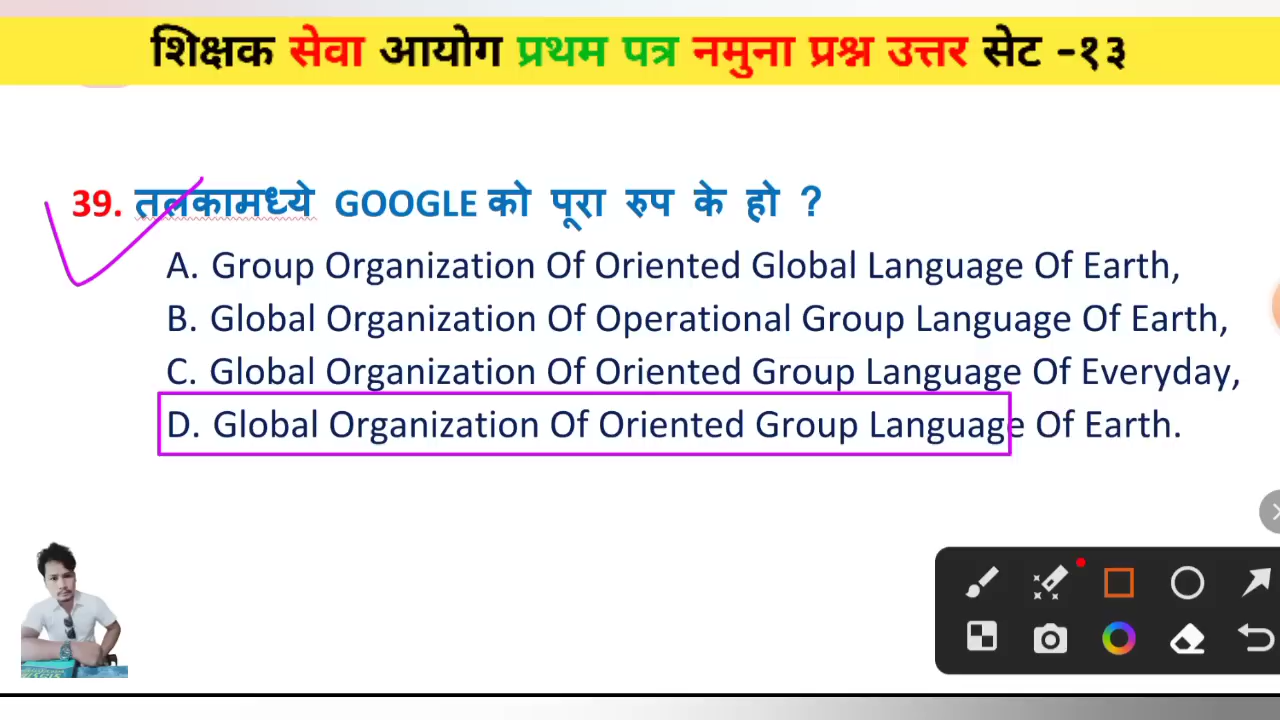 शिक्षक सेवा आयोग प्रथम पत्र नमुना प्रश्न उत्तर सेट -१३
39. तलकामध्ये GOOGLE को पूरा रुप के हो ?
A. Group Organization Of Oriented Global Language Of Earth,
B. Global Organization Of Operational Group Language Of Earth,
C. Global Organization Of Oriented Group Language Of Everyday,
D. Global Organization Of Oriented Group Language Of Earth.